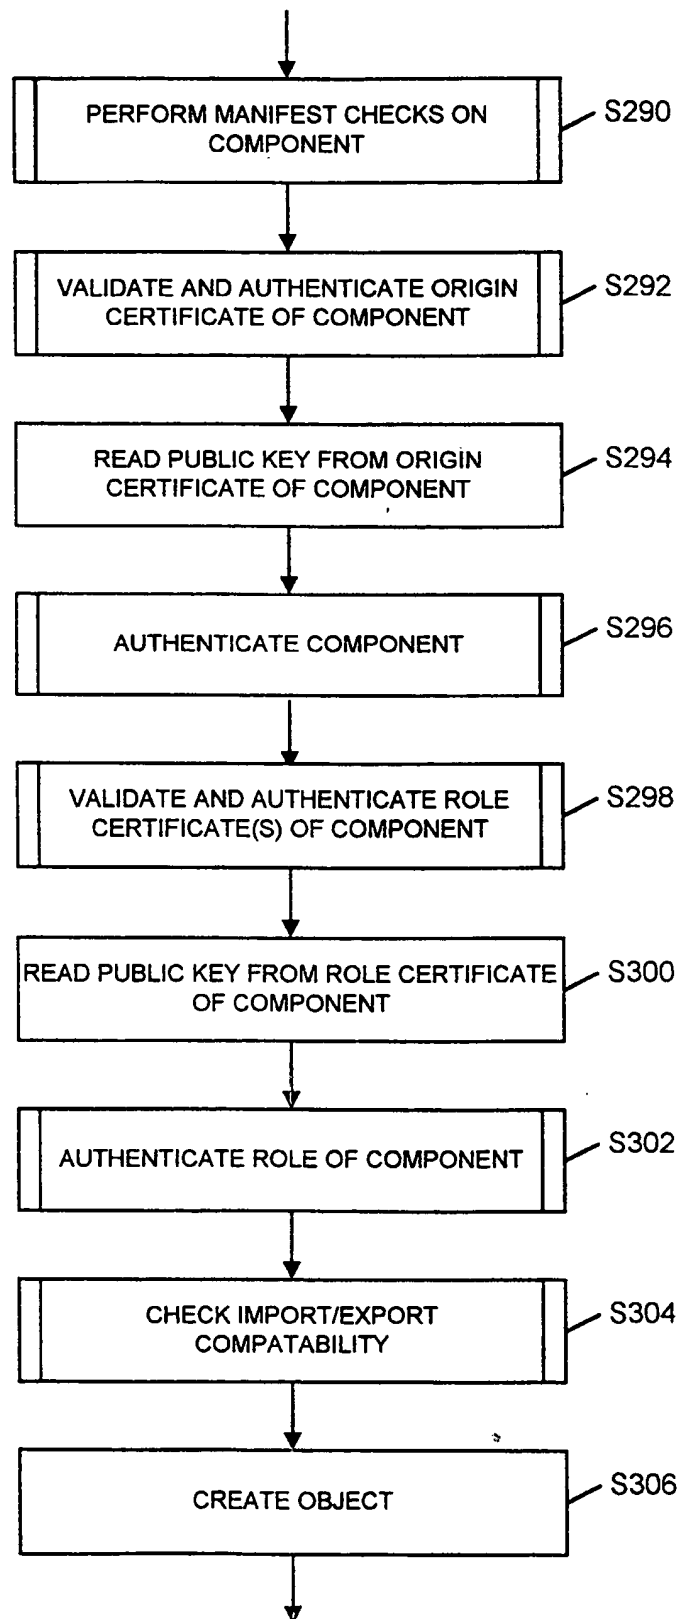 PERFORM MANIFEST CHECKS ON
COMPONENT
S290
VALIDATE AND AUTHENTICATE ORIGIN
CERTIFICATE OF COMPONENT
S292
READ PUBLIC KEY FROM ORIGIN
CERTIFICATE OF COMPONENT
S294
AUTHENTICATE COMPONENT
S296
VALIDATE AND AUTHENTICATE ROLE
CERTIFICATE(S) OF COMPONENT
S298
READ PUBLIC KEY FROM ROLE CERTIFICATE
OF COMPONENT
S300
AUTHENTICATE ROLE OF COMPONENT
S302
CHECK IMPORT/EXPORT
COMPATABILITY
S304
CREATE OBJECT
S306